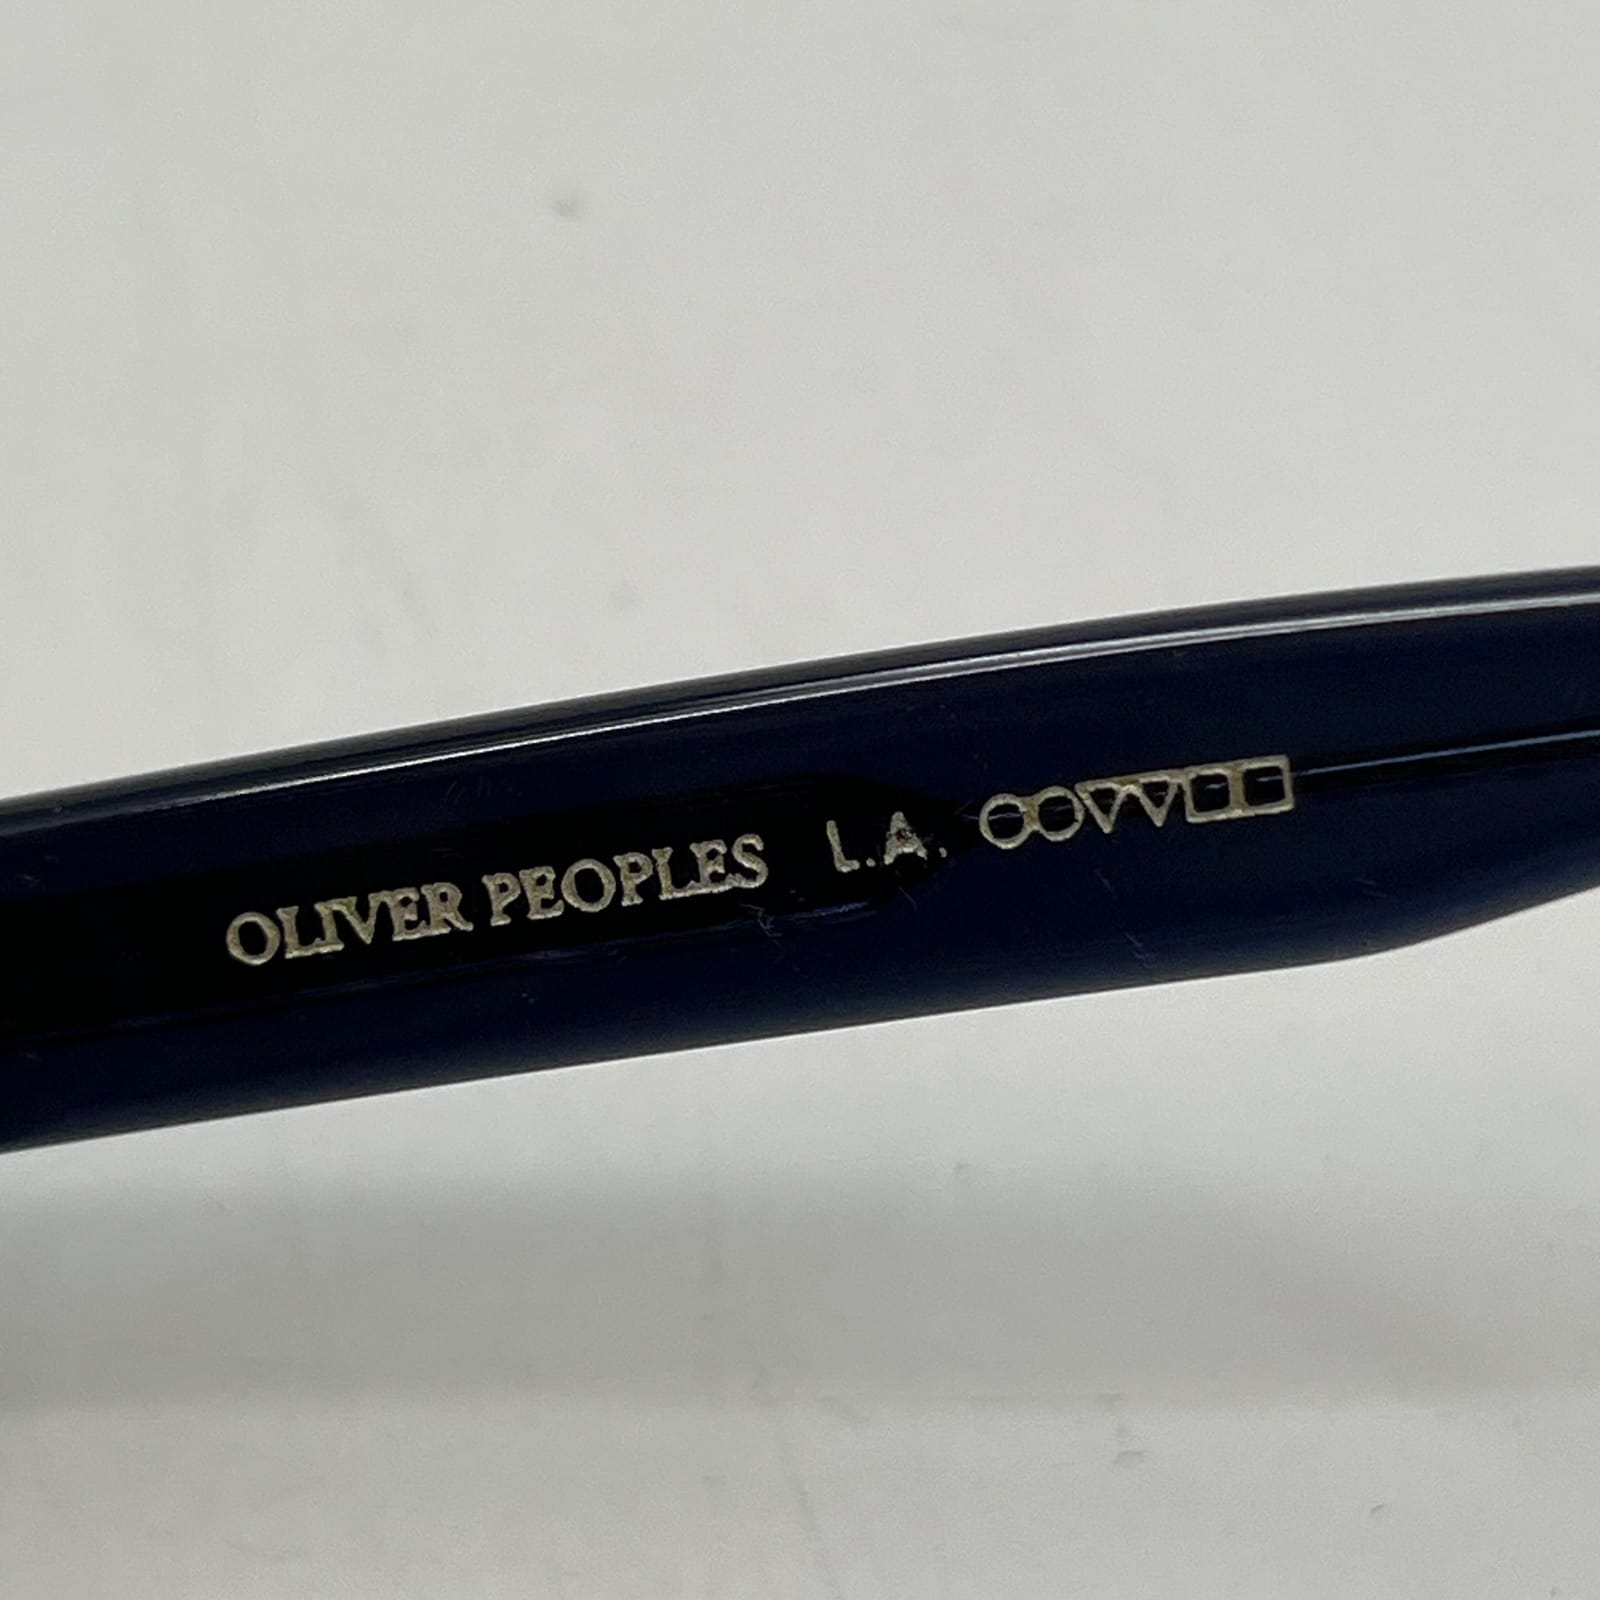 OLIVER PEOPLES L.A. ○○▽▽□□□